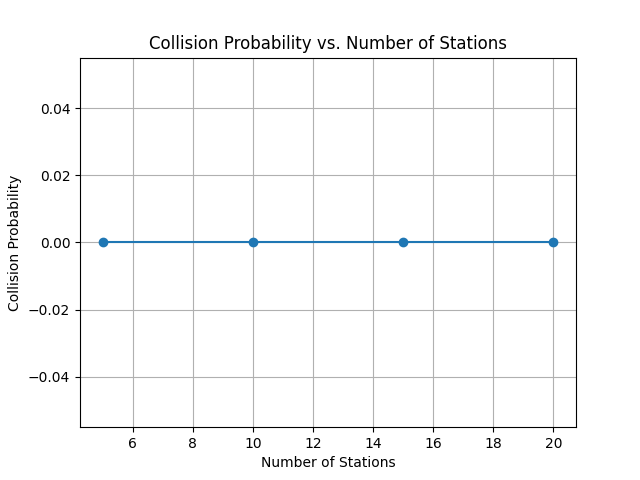 Collision Probability vs. Number of Stations
0.04
0.02
0.00
−0.02
−0.04
Collision Probability
6 8 10 12 14 16 18 20
Number of Stations